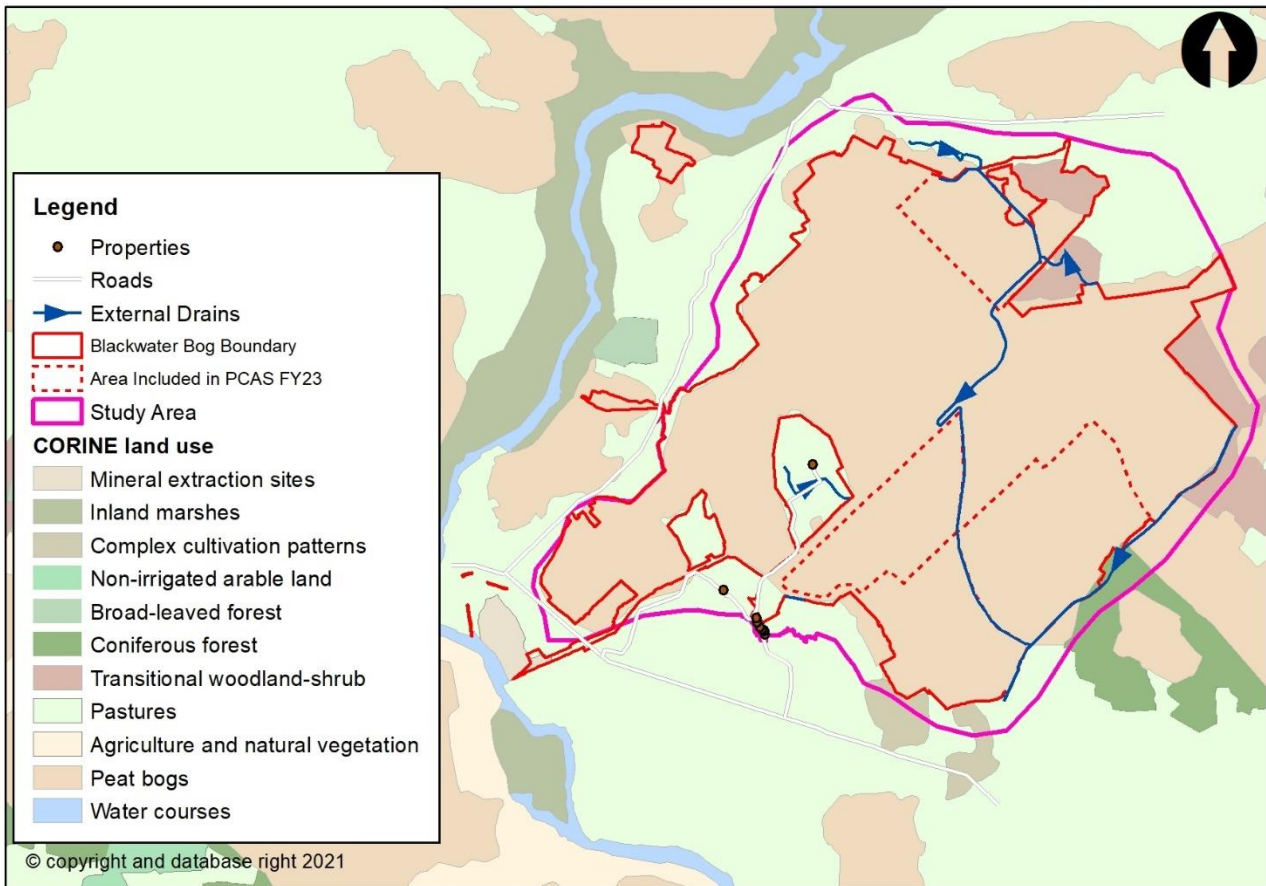 Legend
Properties
Roads
External Drains
Blackwater Bog Boundary
Area Included in PCAS FY23
Study Area
CORINE land use
Mineral extraction sites
Inland marshes
Complex cultivation patterns
Non-irrigated arable land
Broad-leaved forest
Coniferous forest
Transitional woodland-shrub
Pastures
Agriculture and natural vegetation
Peat bogs
Water courses
© copyright and database right 2021